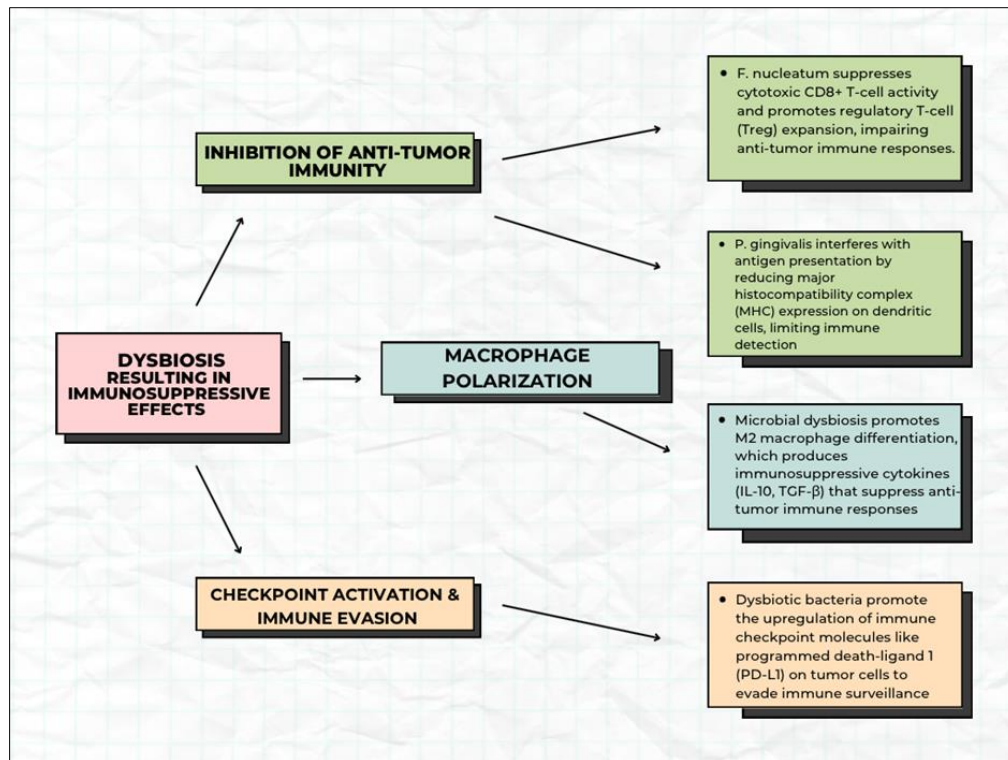 DYSBIOSIS
RESULTING IN
IMMUNOSUPPRESSIVE
EFFECTS
INHIBITION OF ANTI-TUMOR
IMMUNITY
• F. nucleatum suppresses
cytotoxic CD8+ T-cell activity
and promotes regulatory T-cell
(Treg) expansion, impairing
anti-tumor immune responses.
• P. gingivalis interferes with
antigen presentation by
reducing major
histocompatibility complex
(MHC) expression on dendritic
cells, limiting immune
detection
MACROPHAGE
POLARIZATION
• Microbial dysbiosis promotes
M2 macrophage differentiation,
which produces
immunosuppressive cytokines
(IL-10, TGF-β) that suppress anti-
tumor immune responses
CHECKPOINT ACTIVATION &
IMMUNE EVASION
• Dysbiotic bacteria promote
the upregulation of immune
checkpoint molecules like
programmed death-ligand 1
(PD-L1) on tumor cells to
evade immune surveillance